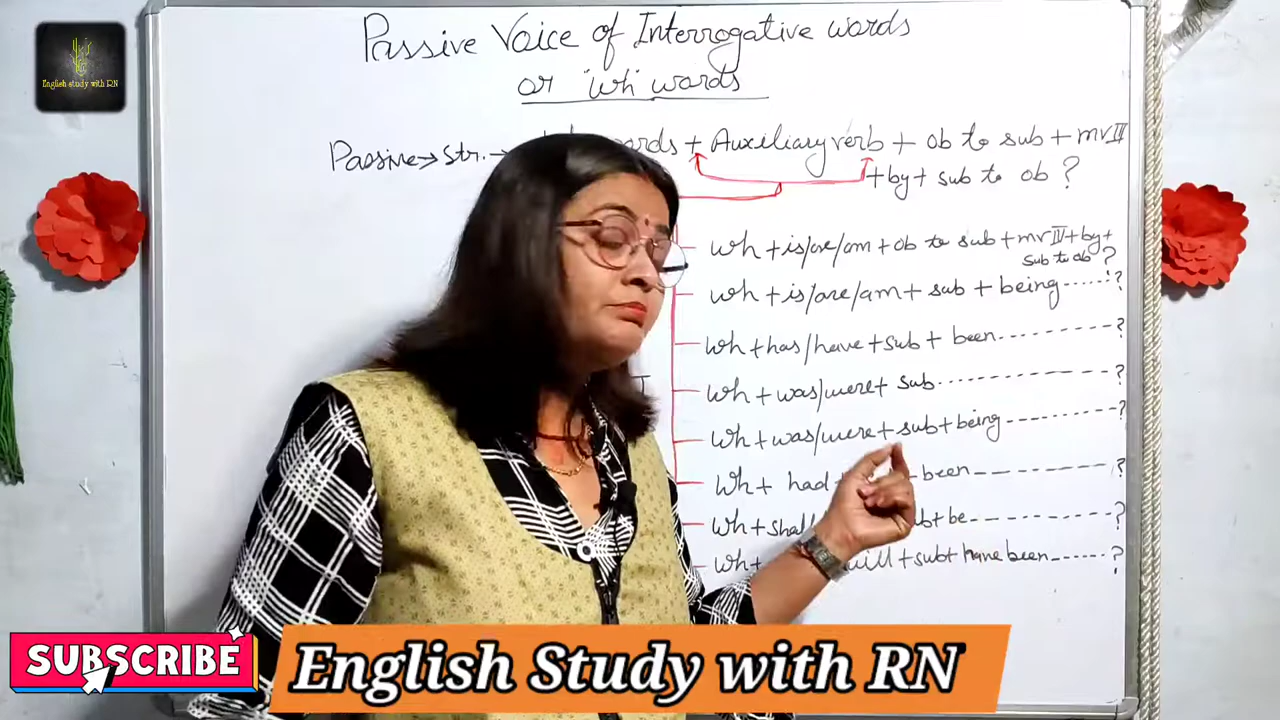 English study with RN
Passive Voice of Interrogative words
or 'Wh' words
Passive→ Str. → + Auxiliary verb + ob to sub + mv III
+ by + sub to ob ?
wh + is/are/am + ob to sub + mv III + by +
sub to ob ?
wh + is/are/am + sub + being ......?
wh + has/have + sub + been ----------?
wh + was/were + sub ----------?
wh + was/were + sub + being ----------?
wh + had + been ----------?
wh + + be ----------?
wh + will + sub + have been ------?
SUBSCRIBE
English Study with RN